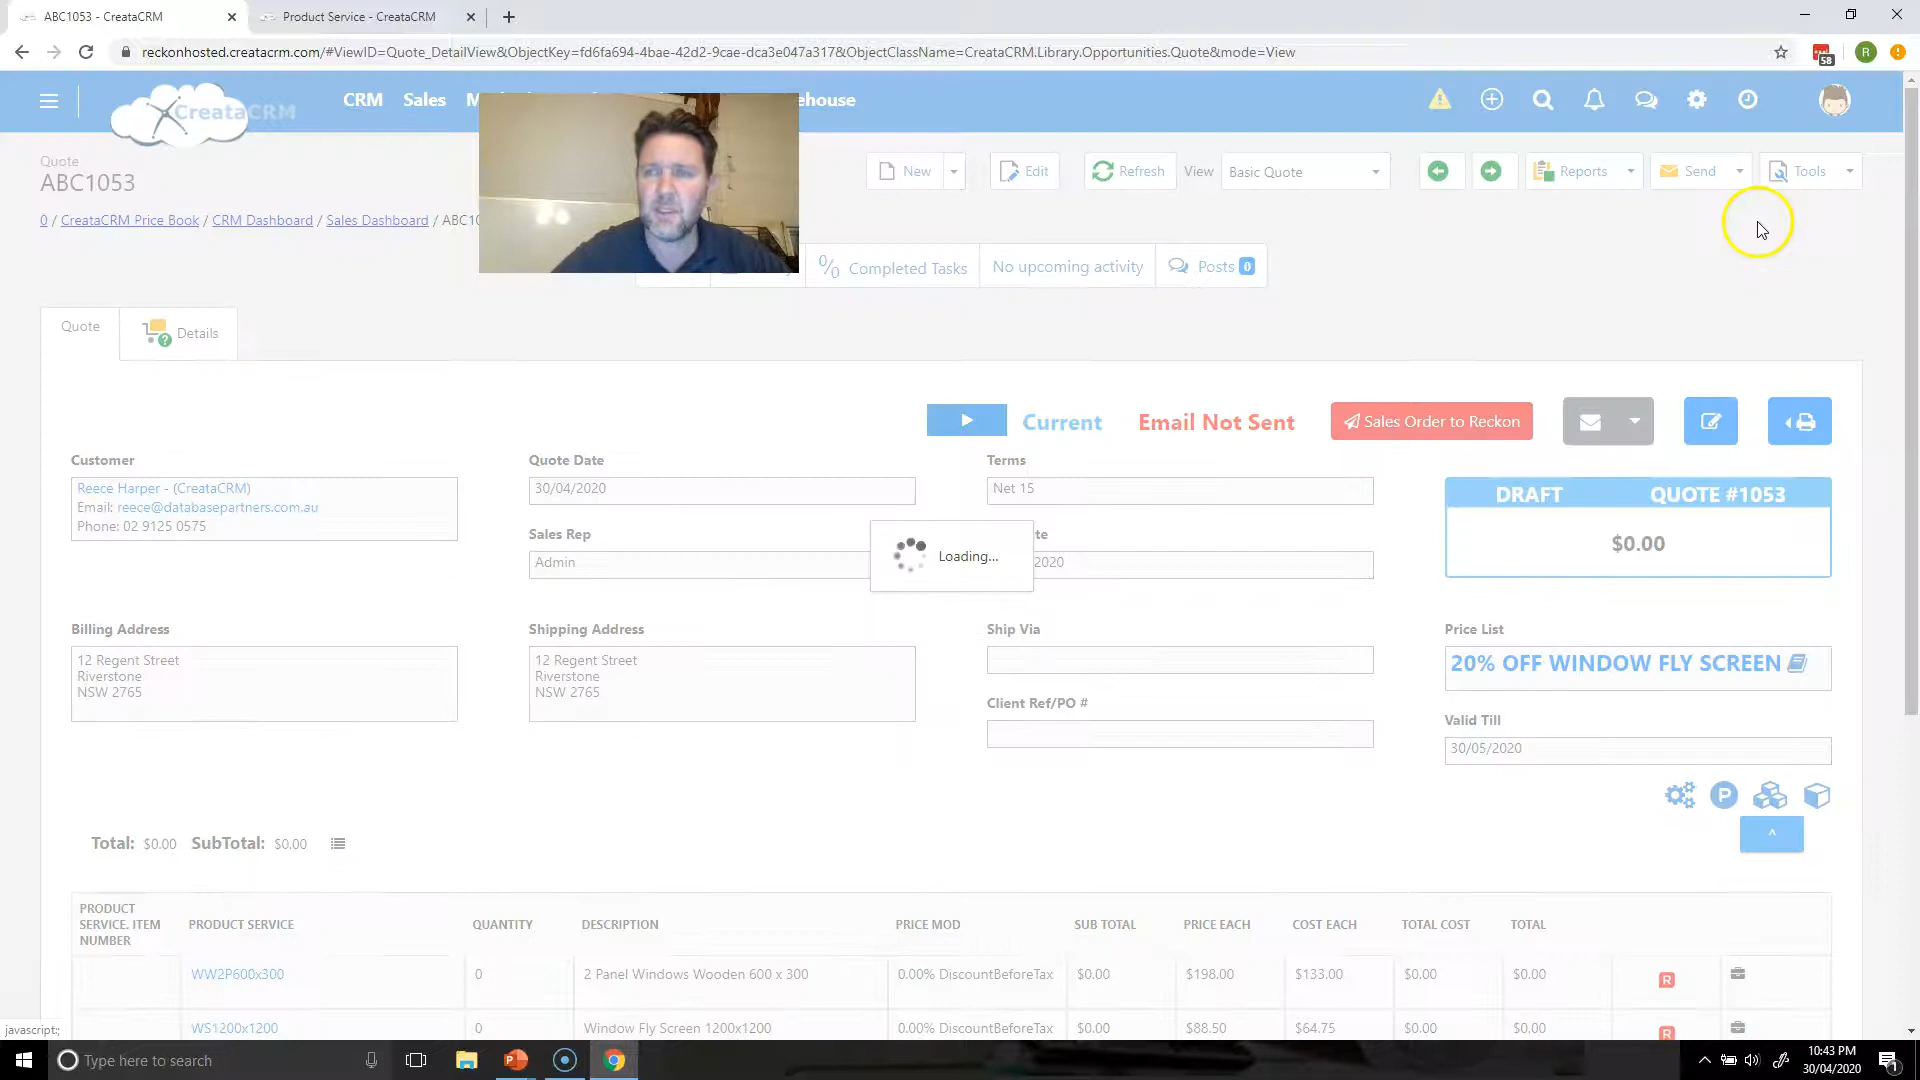 ABC1053 - CreataCRM
Product Service - CreataCRM
reckonhosted.creatacrm.com/#ViewID=Quote_DetailView&ObjectKey=fd6fa694-4bae-42d2-9cae-dca3e047a317&ObjectClassName=CreataCRM.Library.Opportunities.Quote&mode=View
58
R
CreataCRM
CRM Sales
ehouse
Quote
ABC1053
New Edit Refresh View Basic Quote Reports Send Tools
0 / CreataCRM Price Book / CRM Dashboard / Sales Dashboard /
Completed Tasks No upcoming activity Posts 0
Quote Details
Current Email Not Sent Sales Order to Reckon
Customer Quote Date Terms
Reece Harper - (CreataCRM) 30/04/2020 Net 15
Email: reece@databasepartners.com.au
Phone: 02 9125 0575
DRAFT QUOTE #1053
$0.00
Sales Rep
Admin
Loading...
2020
Billing Address Shipping Address Ship Via Price List
12 Regent Street 12 Regent Street 20% OFF WINDOW FLY SCREEN
Riverstone Riverstone
NSW 2765 NSW 2765
Client Ref/PO # Valid Till
30/05/2020
P
Total: $0.00 SubTotal: $0.00
PRODUCT SERVICE. ITEM NUMBER PRODUCT SERVICE QUANTITY DESCRIPTION PRICE MOD SUB TOTAL PRICE EACH COST EACH TOTAL COST TOTAL
WW2P600x300 0 2 Panel Windows Wooden 600 x 300 0.00% DiscountBeforeTax $0.00 $198.00 $133.00 $0.00 $0.00 R
WS1200x1200 0 Window Fly Screen 1200x1200 0.00% DiscountBeforeTax $0.00 $88.50 $64.75 $0.00 $0.00 R
javascript:;
Type here to search
10:43 PM
30/04/2020
1